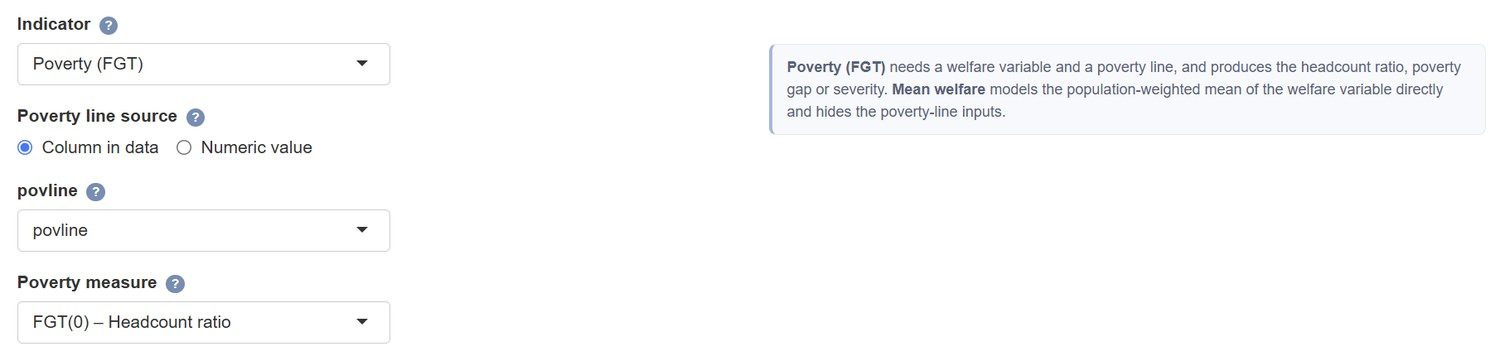 Indicator ?
Poverty (FGT)
Poverty line source ?
Column in data Numeric value
povline ?
povline
Poverty measure ?
FGT(0) – Headcount ratio
Poverty (FGT) needs a welfare variable and a poverty line, and produces the headcount ratio, poverty
gap or severity. Mean welfare models the population-weighted mean of the welfare variable directly
and hides the poverty-line inputs.